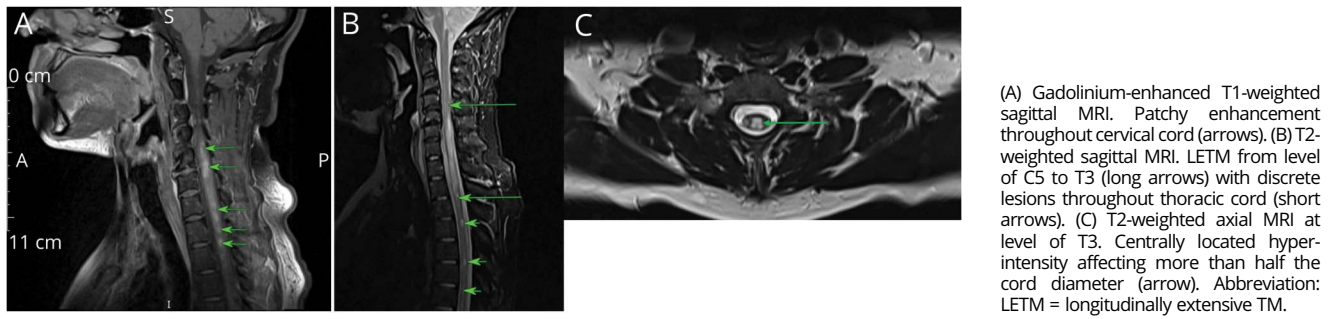 A
S
0 cm
A
P
11 cm
I
B
C
(A) Gadolinium-enhanced T1-weighted
sagittal MRI. Patchy enhancement
throughout cervical cord (arrows). (B) T2-
weighted sagittal MRI. LETM from level
of C5 to T3 (long arrows) with discrete
lesions throughout thoracic cord (short
arrows). (C) T2-weighted axial MRI at
level of T3. Centrally located hyper-
intensity affecting more than half the
cord diameter (arrow). Abbreviation:
LETM = longitudinally extensive TM.